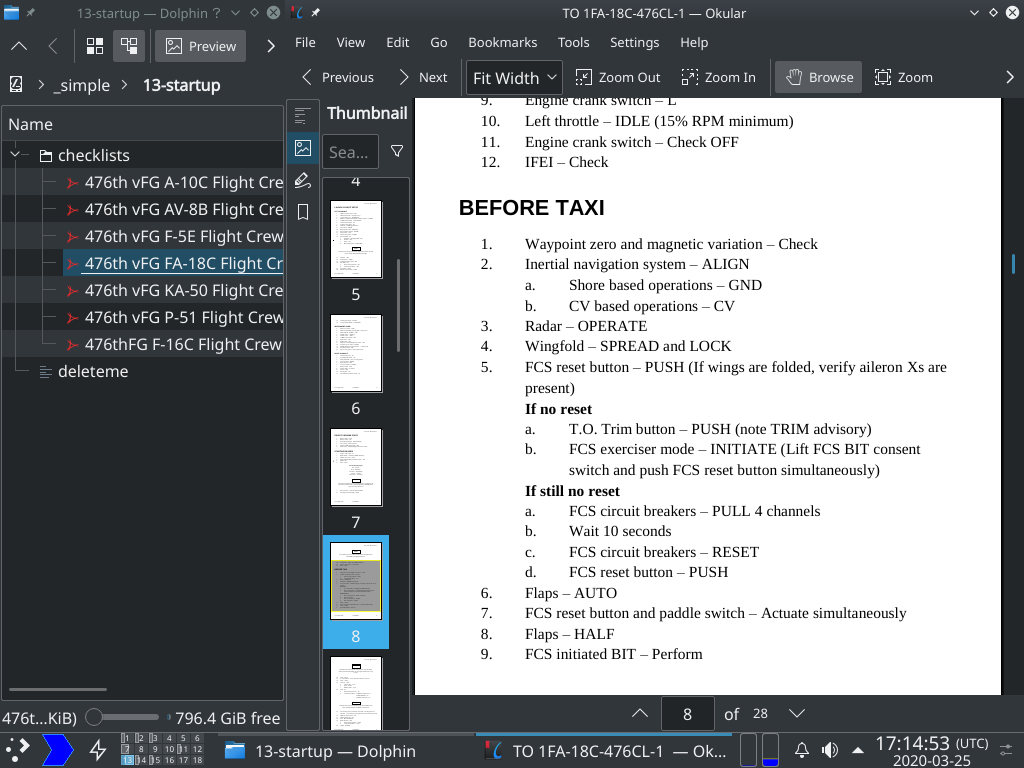 13-startup — Dolphin ?
TO 1FA-18C-476CL-1 — Okular
Preview
_simple
13-startup
Name
checklists
476th vFG A-10C Flight Cre
476th vFG AV-8B Flight Cre
476th vFG F-5E Flight Crew
476th vFG FA-18C Flight Cr
476th vFG KA-50 Flight Cre
476th vFG P-51 Flight Crew
476thFG F-16C Flight Crew
deleteme
476t...KiB)
796.4 GiB free
File View Edit Go Bookmarks Tools Settings Help
Previous Next Fit Width Zoom Out Zoom In Browse Zoom
Thumbnail
Sea...
4
5
6
7
8
9. Engine crank switch – L
10. Left throttle – IDLE (15% RPM minimum)
11. Engine crank switch – Check OFF
12. IFEI – Check
BEFORE TAXI
1. Waypoint zero and magnetic variation – Check
2. Inertial navigation system – ALIGN
a. Shore based operations – GND
b. CV based operations – CV
3. Radar – OPERATE
4. Wingfold – SPREAD and LOCK
5. FCS reset button – PUSH (If wings are folded, verify aileron Xs are
present)
If no reset
a. T.O. Trim button – PUSH (note TRIM advisory)
b. FCS exerciser mode – INITIATE (Lift FCS BIT consent
switch and push FCS reset button simultaneously)
If still no reset
a. FCS circuit breakers – PULL 4 channels
b. Wait 10 seconds
c. FCS circuit breakers – RESET
d. FCS reset button – PUSH
6. Flaps – AUTO
7. FCS reset button and paddle switch – Actuate simultaneously
8. Flaps – HALF
9. FCS initiated BIT – Perform
8 of 28
1 2 3 4 5 6
7 8 9 10 11 12
13 14 15 16 17 18
13-startup — Dolphin
TO 1FA-18C-476CL-1 — Ok...
17:14:53 (UTC)
2020-03-25